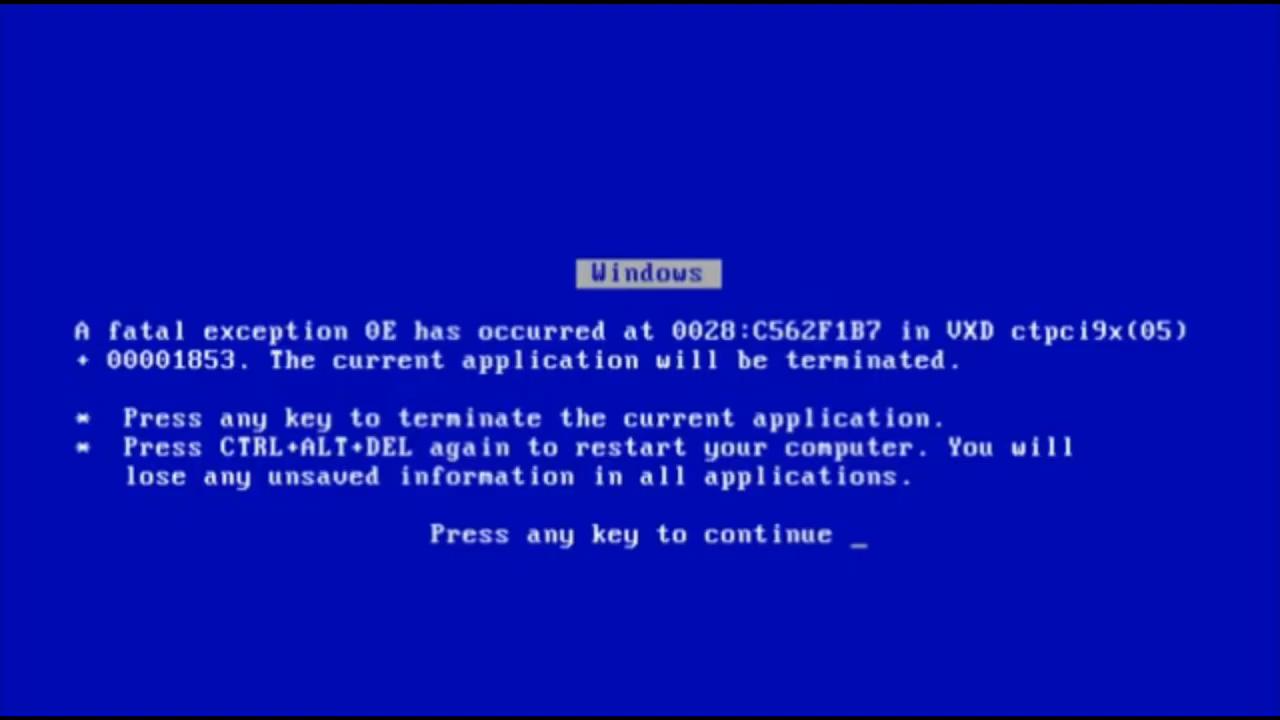 Windows
A fatal exception 0E has occurred at 0028:C562F1B7 in VXD ctpci9x(05)
+ 00001853. The current application will be terminated.
* Press any key to terminate the current application.
* Press CTRL+ALT+DEL again to restart your computer. You will
lose any unsaved information in all applications.
Press any key to continue _